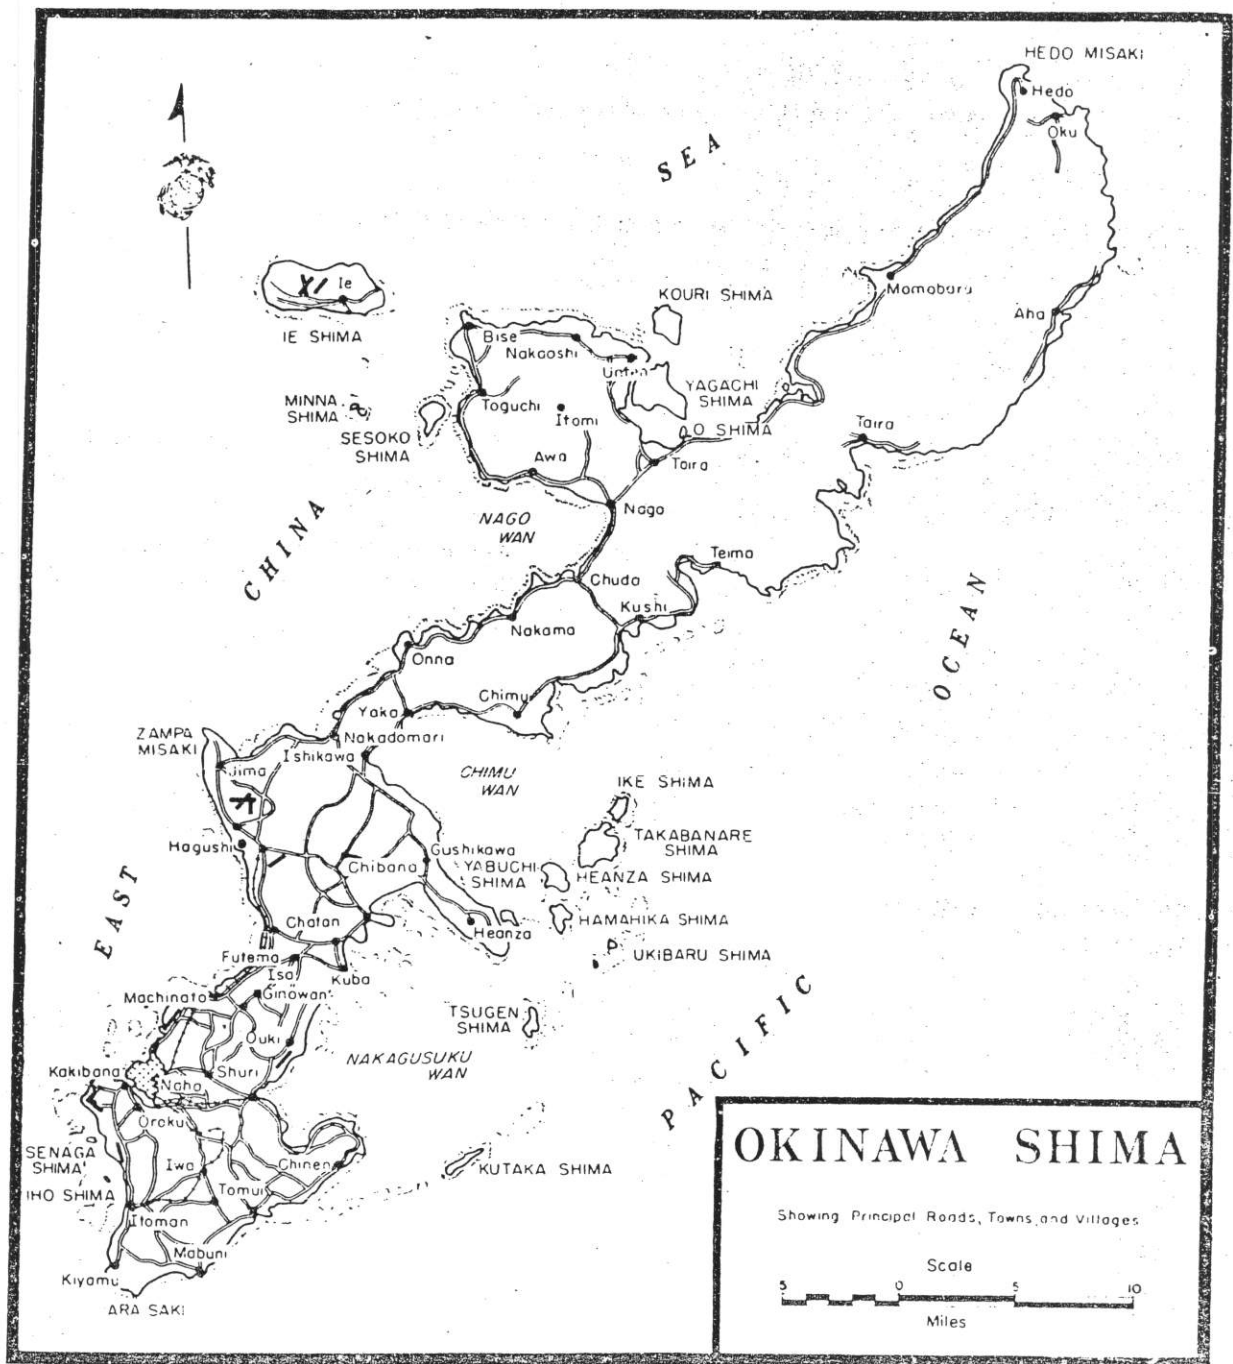 HEDO MISAKI
Hedo
Oku
SEA
Momobaru
Aha
Ie
IE SHIMA
KOURI SHIMA
Bise
Nakaoshi
Unten
YAGACHI
SHIMA
MINNA
SHIMA
SESOKO
SHIMA
Toguchi
Itomi
O SHIMA
Taira
Awa
Taira
Nago
NAGO
WAN
CHINA
Teima
Chuda
Kushi
Nakama
Onna
OCEAN
Chimu
Yaka
ZAMPA
MISAKI
Nakadomari
Ishikawa
Jima
CHIMU
WAN
IKE SHIMA
TAKABANARE
SHIMA
Hagushi
Gushikawa
Chibana
YABUCHI
SHIMA
HEANZA SHIMA
EAST
Chatan
Heanza
HAMAHIKA SHIMA
Futema
UKIBARU SHIMA
Isa
Kuba
Machinato
Ginowan
TSUGEN
SHIMA
Ouki
NAKAGUSUKU
WAN
PACIFIC
Kakibana
Naha
Shuri
Oroku
SENAGA
SHIMA
Iwa
Chinen
KUTAKA SHIMA
IHO SHIMA
Tomui
Itoman
Mabuni
Kiyamu
ARA SAKI
OKINAWA SHIMA
Showing Principal Roads, Towns and Villages
Scale
5 0 5 10
Miles